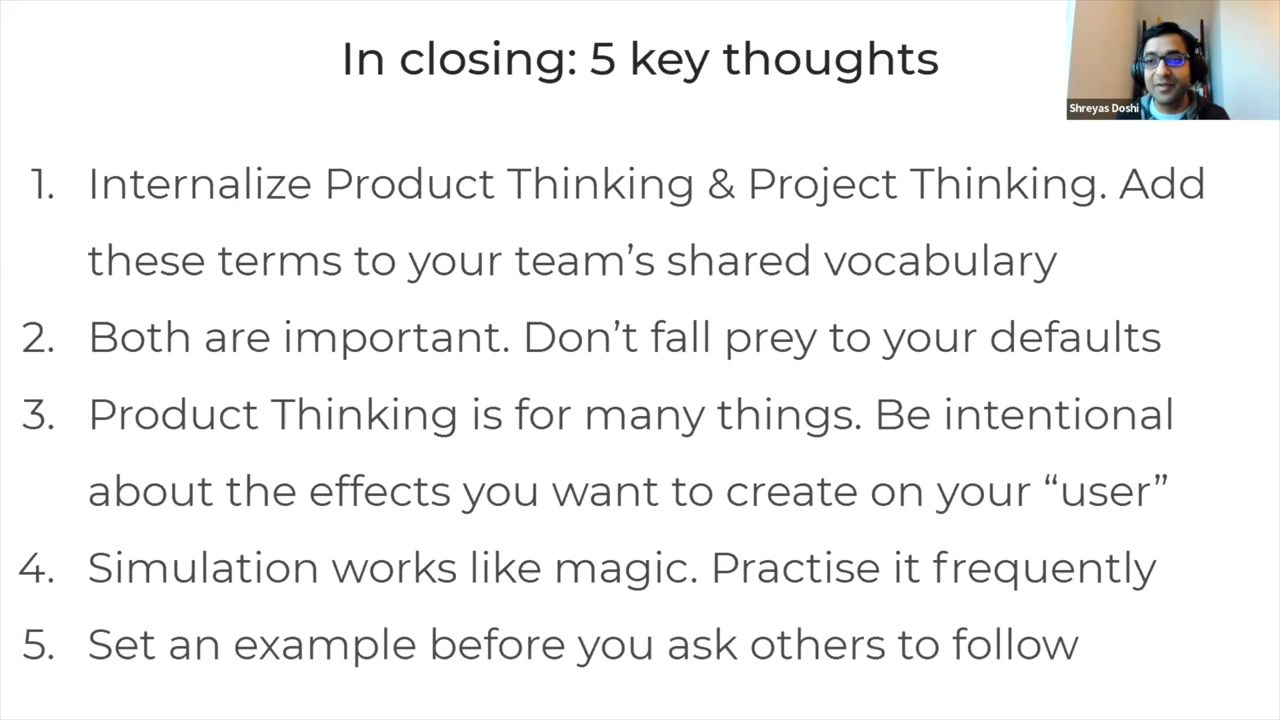 In closing: 5 key thoughts
Shreyas Doshi
1. Internalize Product Thinking & Project Thinking. Add
these terms to your team’s shared vocabulary
2. Both are important. Don’t fall prey to your defaults
3. Product Thinking is for many things. Be intentional
about the effects you want to create on your “user”
4. Simulation works like magic. Practise it frequently
5. Set an example before you ask others to follow